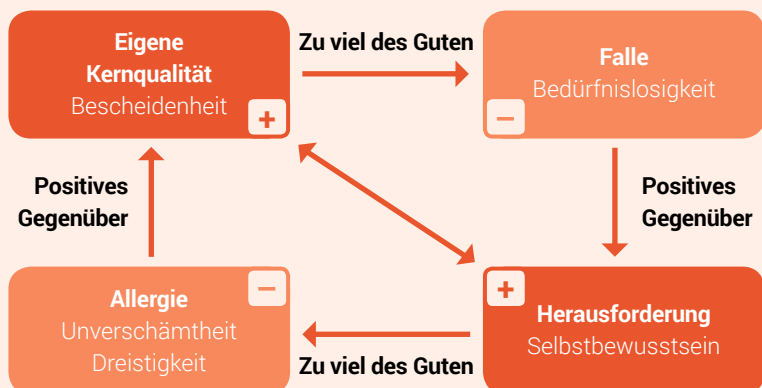 Eigene
Kernqualität
Bescheidenheit
+
Zu viel des Guten
Falle
Bedürfnislosigkeit
–
Positives
Gegenüber
Positives
Gegenüber
Allergie
Unverschämtheit
Dreistigkeit
–
Zu viel des Guten
+
Herausforderung
Selbstbewusstsein